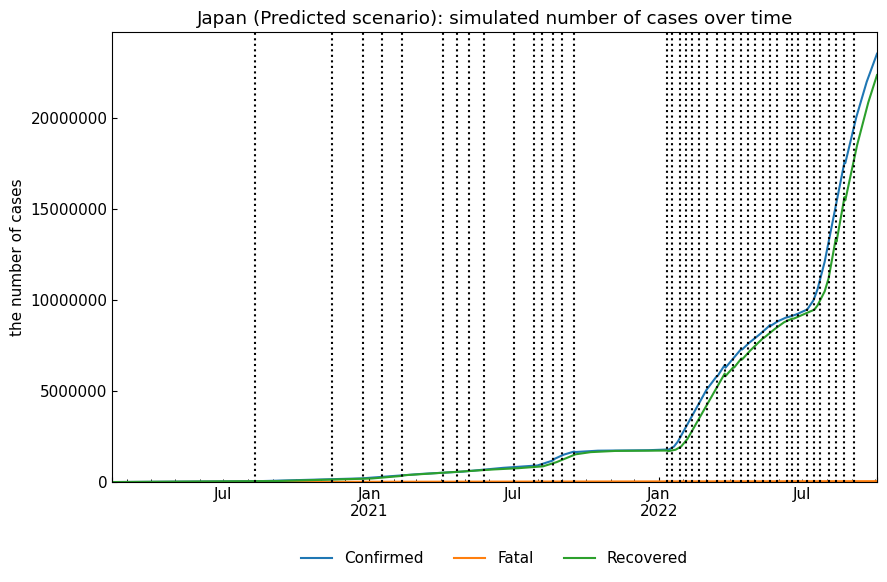 Japan (Predicted scenario): simulated number of cases over time
the number of cases
20000000
15000000
10000000
5000000
0
Jul
Jan
2021
Jul
Jan
2022
Jul
Confirmed
Fatal
Recovered